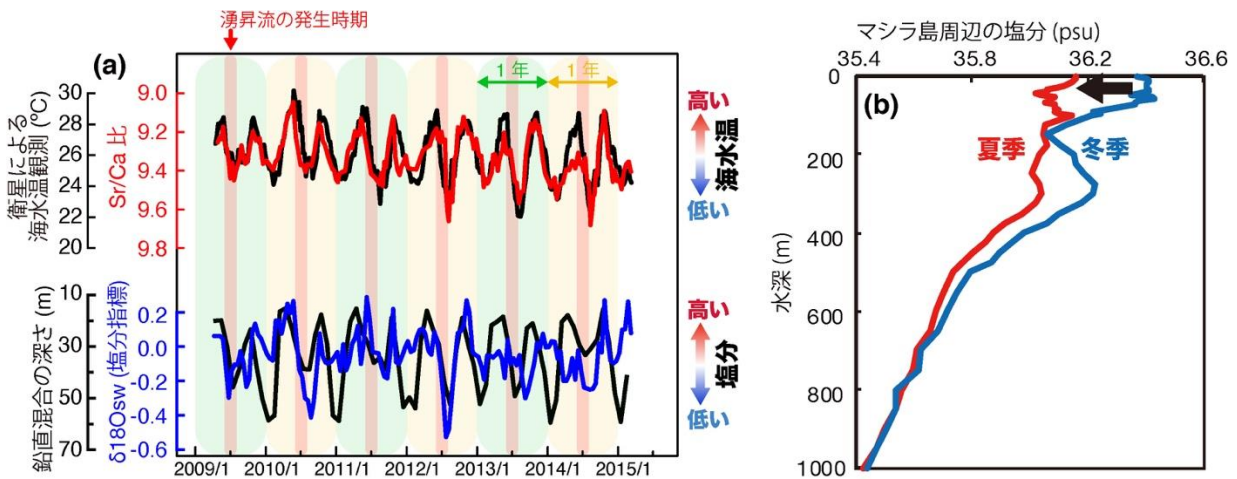 湧昇流の発生時期
(a)
1 年
1 年
衛星による
海水温観測 (℃)
30
28
26
24
22
20
Sr/Ca 比
9.0
9.2
9.4
9.6
9.8
高い
海水温
低い
鉛直混合の深さ (m)
10
30
50
70
δ18Osw (塩分指標)
0.2
0.0
-0.2
-0.4
-0.6
高い
塩分
低い
2009/1 2010/1 2011/1 2012/1 2013/1 2014/1 2015/1
マシラ島周辺の塩分 (psu)
35.4 35.8 36.2 36.6
(b)
夏季
冬季
水深 (m)
0
200
400
600
800
1000